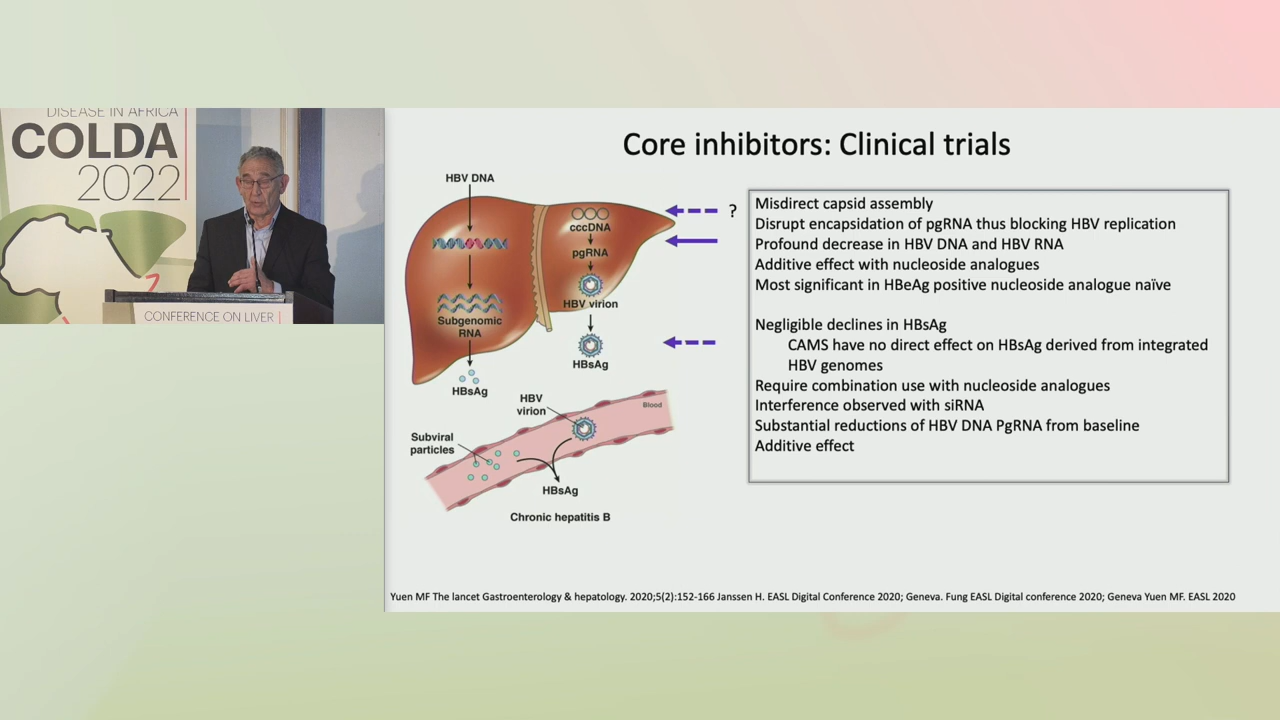 DISEASE IN AFRICA
COLDA
2022
CONFERENCE ON LIVER
Core inhibitors: Clinical trials
HBV DNA
Subgenomic
RNA
HBsAg
cccDNA
pgRNA
HBV virion
HBsAg
?
HBV
virion
Blood
Subviral
particles
HBsAg
Chronic hepatitis B
Misdirect capsid assembly
Disrupt encapsidation of pgRNA thus blocking HBV replication
Profound decrease in HBV DNA and HBV RNA
Additive effect with nucleoside analogues
Most significant in HBeAg positive nucleoside analogue naïve
Negligible declines in HBsAg
CAMS have no direct effect on HBsAg derived from integrated
HBV genomes
Require combination use with nucleoside analogues
Interference observed with siRNA
Substantial reductions of HBV DNA PgRNA from baseline
Additive effect
Yuen MF The lancet Gastroenterology & hepatology. 2020;5(2):152-166 Janssen H. EASL Digital Conference 2020; Geneva. Fung EASL Digital conference 2020; Geneva Yuen MF. EASL 2020